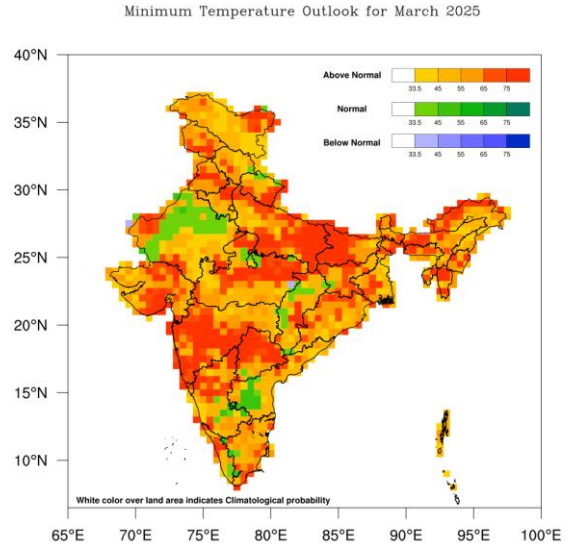 Minimum Temperature Outlook for March 2025
40°N
35°N
30°N
25°N
20°N
15°N
10°N
Above Normal
33.5 45 55 65 75
Normal
33.5 45 55 65 75
Below Normal
33.5 45 55 65 75
White color over land area indicates Climatological probability
65°E 70°E 75°E 80°E 85°E 90°E 95°E 100°E